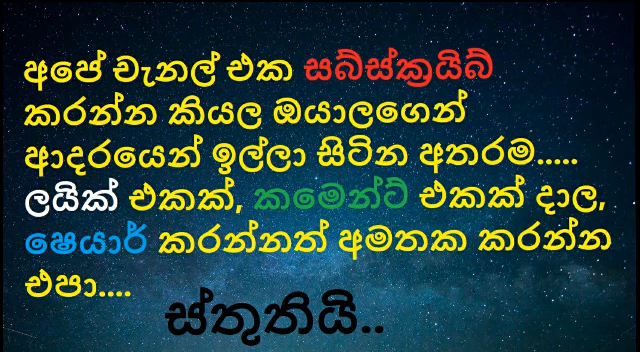 අපේ චැනල් එක සබ්ස්ක්‍රයිබ්
කරන්න කියල ඔයාලගෙන්
ආදරයෙන් ඉල්ලා සිටින අතරම.....
ලයික් එකක්, කමෙන්ට් එකක් දාල,
ෂෙයාර් කරන්නත් අමතක කරන්න
එපා....
ස්තුතියි..